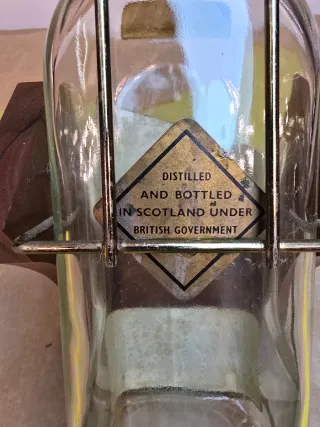 DISTILLED
AND BOTTLED
IN SCOTLAND UNDER
BRITISH GOVERNMENT